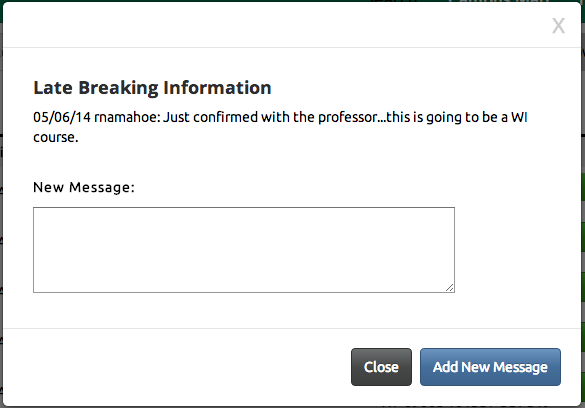 X
Late Breaking Information
05/06/14 rnamahoe: Just confirmed with the professor...this is going to be a WI
course.
New Message:
Close
Add New Message